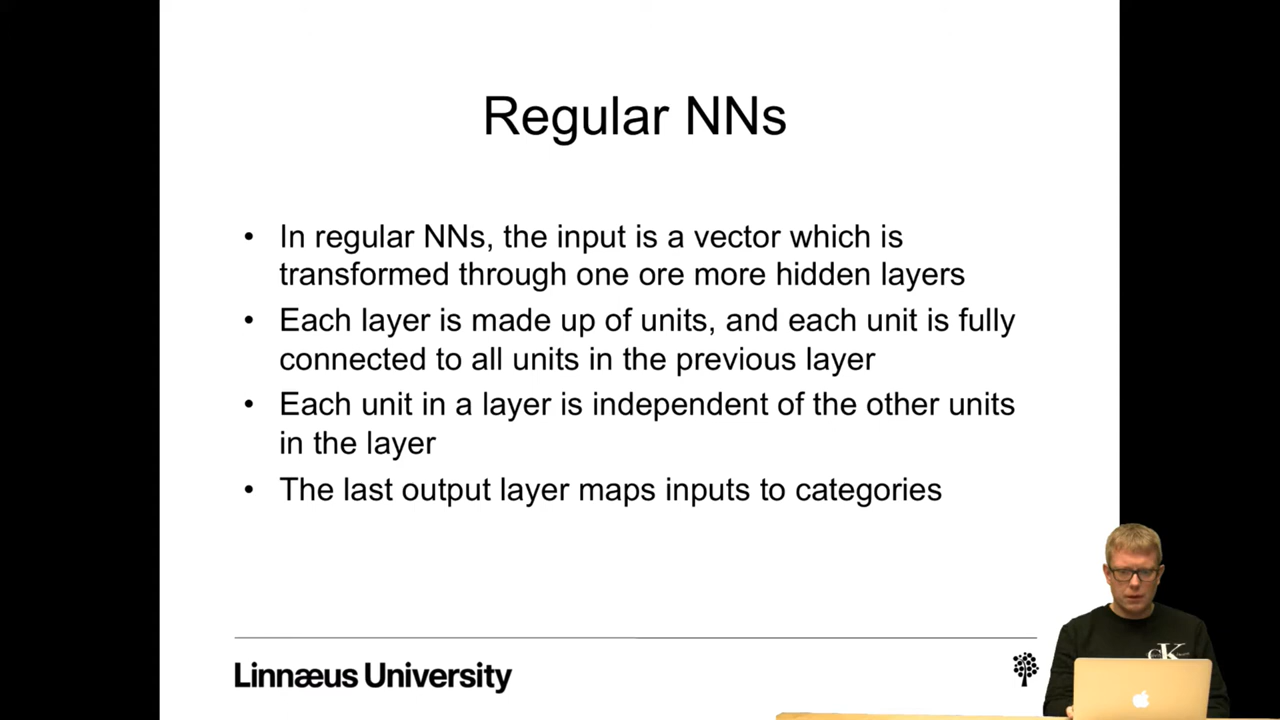 Regular NNs
• In regular NNs, the input is a vector which is
transformed through one ore more hidden layers
• Each layer is made up of units, and each unit is fully
connected to all units in the previous layer
• Each unit in a layer is independent of the other units
in the layer
• The last output layer maps inputs to categories
Linnæus University
CK